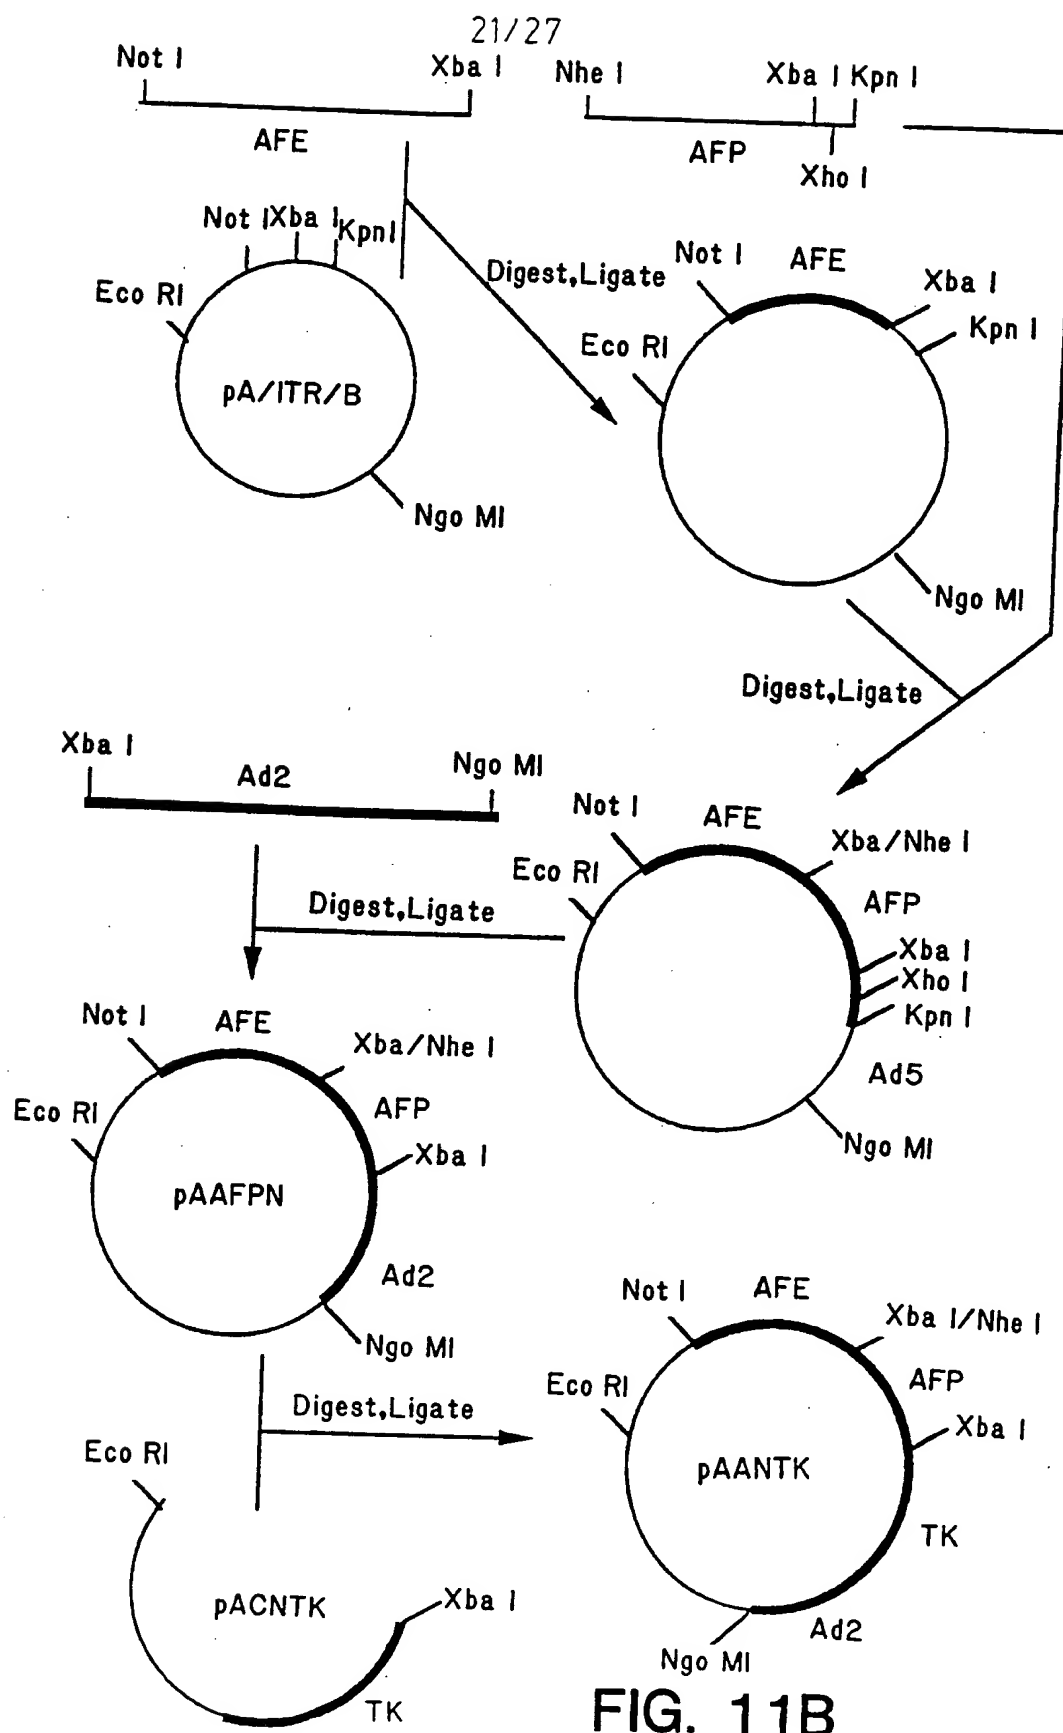 21/27
Not I
Xba I
Nhe I
Xba I
Kpn I
AFE
AFP
Xho I
Not I
Xba I
Kpn I
Eco RI
pA/ITR/B
Ngo MI
Digest,Ligate
Not I
AFE
Xba I
Kpn I
Eco RI
Ngo MI
Digest,Ligate
Xba I
Ad2
Ngo MI
Digest,Ligate
Not I
AFE
Xba/Nhe I
Eco RI
AFP
Xba I
Xho I
Kpn I
Ad5
Ngo MI
Not I
AFE
Xba/Nhe I
Eco RI
AFP
Xba I
pAAFPN
Ad2
Ngo MI
Digest,Ligate
Not I
AFE
Xba I/Nhe I
Eco RI
AFP
Xba I
pAANTK
TK
Ad2
Ngo MI
Eco RI
pACNTK
Xba I
TK
FIG. 11B